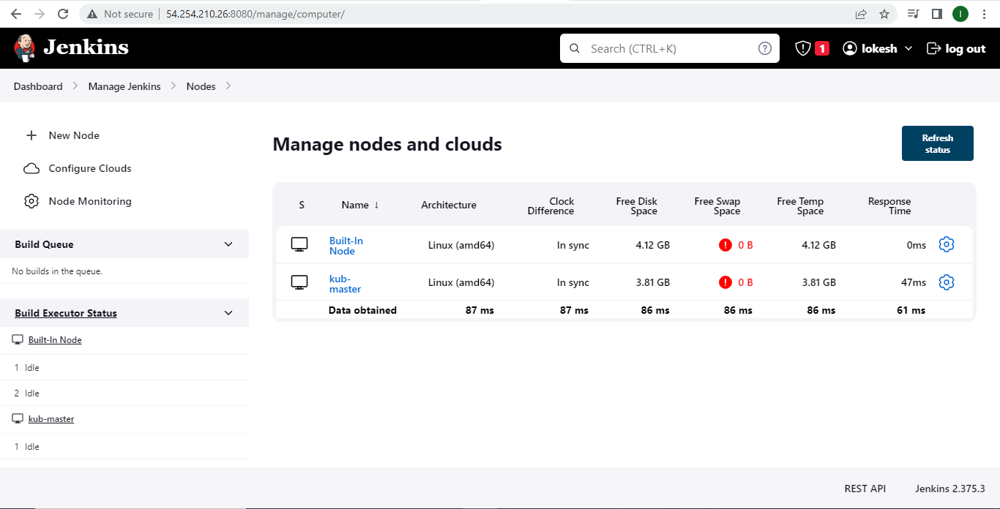 Not secure 54.254.210.26:8080/manage/computer/ I
Jenkins Search (CTRL+K) ? 1 lokesh log out
Dashboard Manage Jenkins Nodes
New Node
Configure Clouds
Node Monitoring
Build Queue
No builds in the queue.
Build Executor Status
Built-In Node
1 Idle
2 Idle
kub-master
1 Idle
Manage nodes and clouds
Refresh
status
S Name ↓ Architecture Clock Difference Free Disk Space Free Swap Space Free Temp Space Response Time
Built-In Node Linux (amd64) In sync 4.12 GB 0 B 4.12 GB 0ms
kub-master Linux (amd64) In sync 3.81 GB 0 B 3.81 GB 47ms
Data obtained 87 ms 87 ms 86 ms 86 ms 86 ms 61 ms
REST API Jenkins 2.375.3